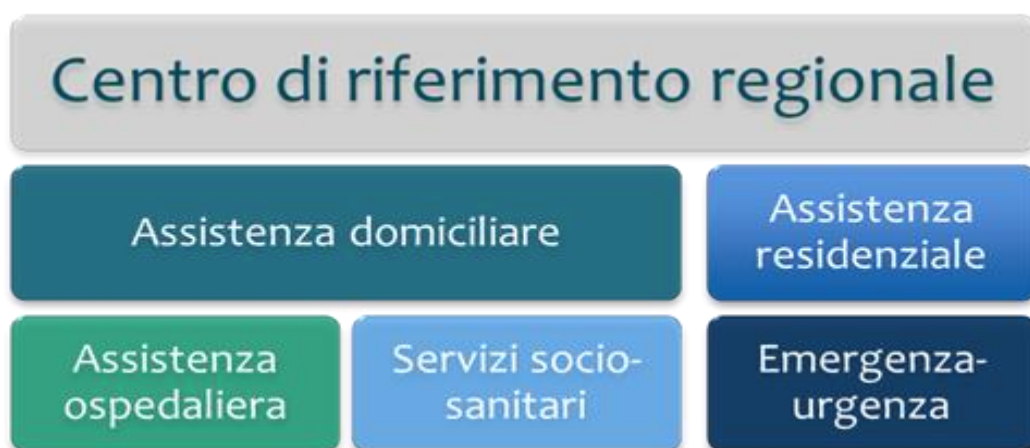 Centro di riferimento regionale
Assistenza domiciliare
Assistenza
residenziale
Assistenza
ospedaliera
Servizi socio-
sanitari
Emergenza-
urgenza